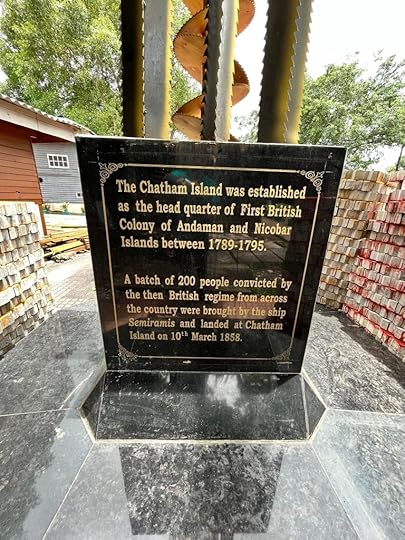 The Chatham Island was established
as the head quarter of First British
Colony of Andaman and Nicobar
Islands between 1789-1795.
A batch of 200 people convicted by
the then British regime from across
the country were brought by the ship
Semiramis and landed at Chatham
Island on 10th March 1858.